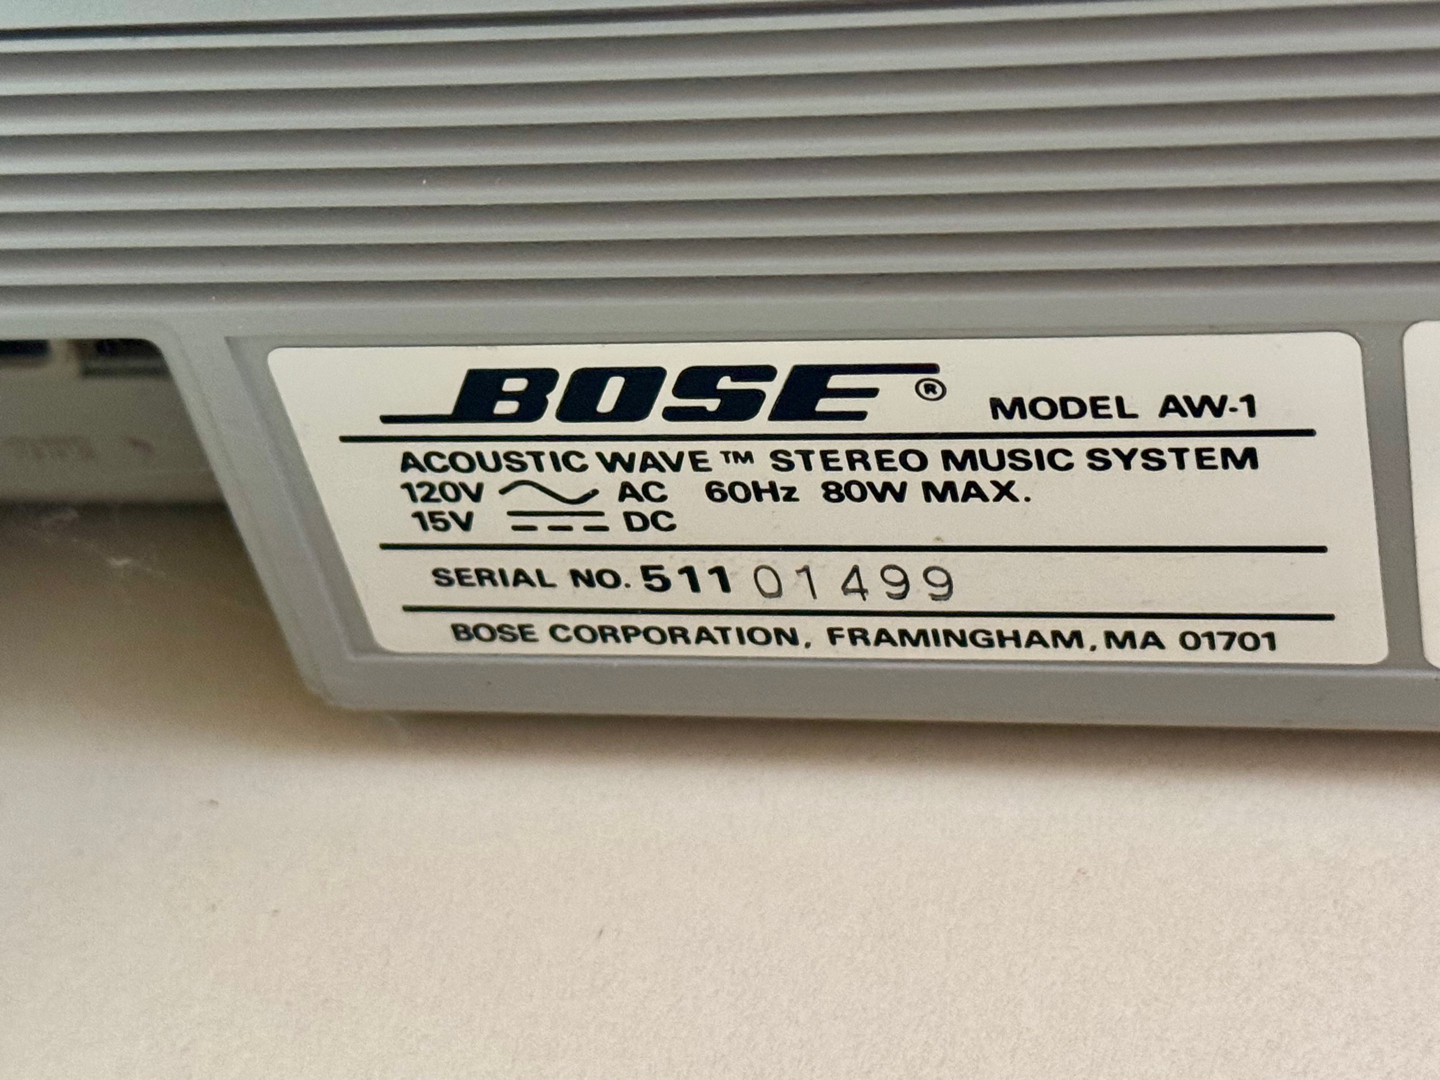 BOSE® MODEL AW-1
ACOUSTIC WAVE™ STEREO MUSIC SYSTEM
120V ~ AC 60Hz 80W MAX.
15V ⎓ DC
SERIAL NO. 51101499
BOSE CORPORATION, FRAMINGHAM, MA 01701